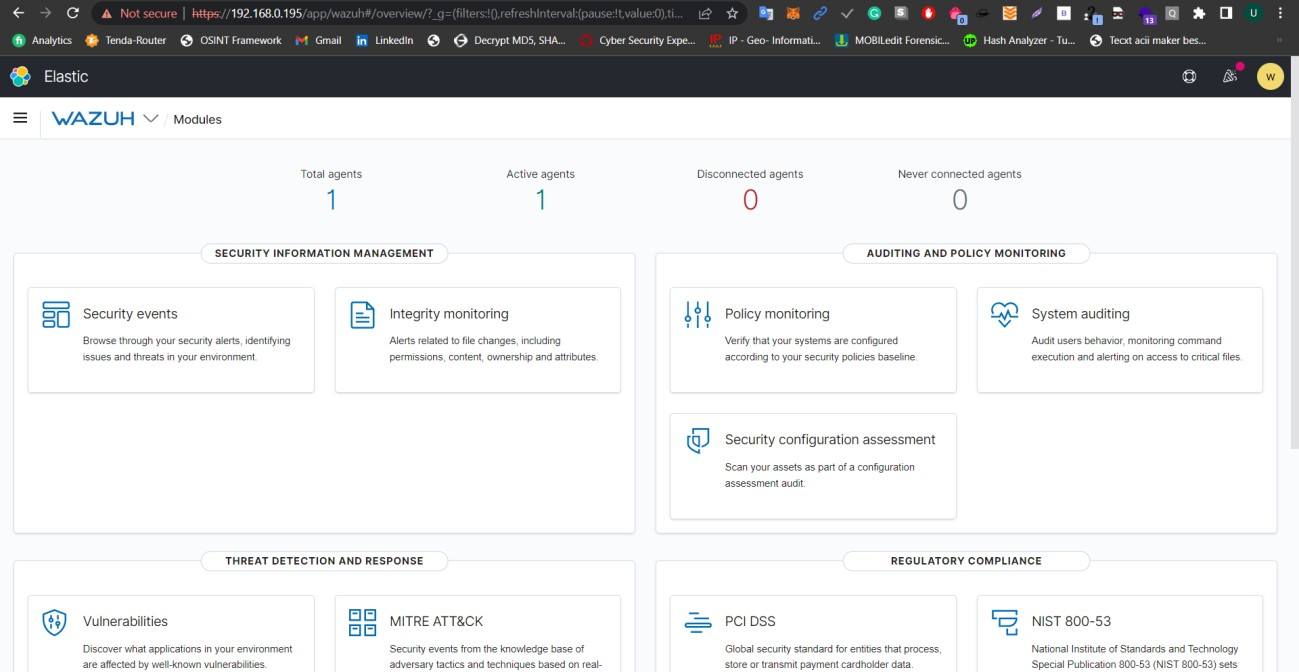 Not secure https://192.168.0.195/app/wazuh#/overview/?_g=(filters:!(),refreshInterval:(pause:!t,value:0),ti...
Analytics Tenda-Router OSINT Framework Gmail LinkedIn Decrypt MD5, SHA... Cyber Security Expe... IP - Geo- Informati... MOBILedit Forensic... Hash Analyzer - Tu... Tecxt acii maker bes... »
Elastic W
WAZUH / Modules
Total agents Active agents Disconnected agents Never connected agents
1 1 0 0
SECURITY INFORMATION MANAGEMENT
Security events
Browse through your security alerts, identifying
issues and threats in your environment.
Integrity monitoring
Alerts related to file changes, including
permissions, content, ownership and attributes.
AUDITING AND POLICY MONITORING
Policy monitoring
Verify that your systems are configured
according to your security policies baseline.
System auditing
Audit users behavior, monitoring command
execution and alerting on access to critical files.
Security configuration assessment
Scan your assets as part of a configuration
assessment audit.
THREAT DETECTION AND RESPONSE
Vulnerabilities
Discover what applications in your environment
are affected by well-known vulnerabilities.
MITRE ATT&CK
Security events from the knowledge base of
adversary tactics and techniques based on real-
REGULATORY COMPLIANCE
PCI DSS
Global security standard for entities that process,
store or transmit payment cardholder data.
NIST 800-53
National Institute of Standards and Technology
Special Publication 800-53 (NIST 800-53) sets